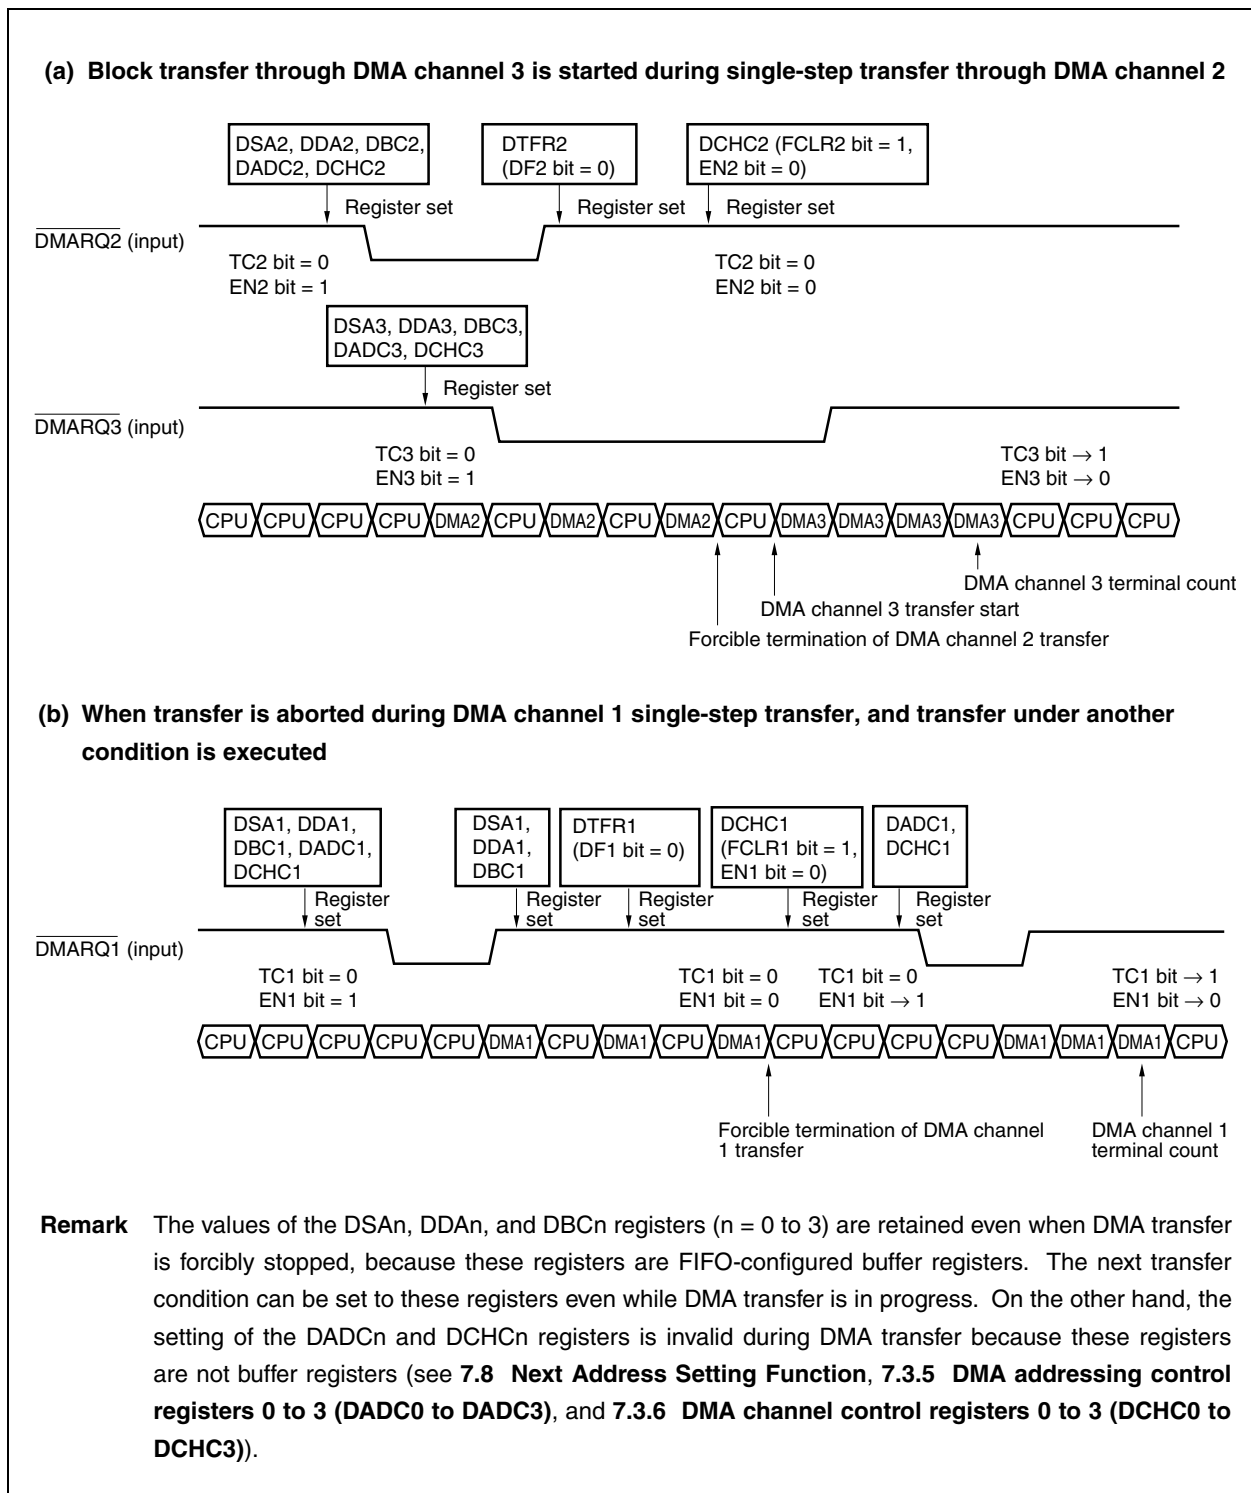 (a) Block transfer through DMA channel 3 is started during single-step transfer through DMA channel 2
DSA2, DDA2, DBC2,
DADC2, DCHC2
DTFR2
(DF2 bit = 0)
DCHC2 (FCLR2 bit = 1,
EN2 bit = 0)
Register set
Register set
Register set
DMARQ2 (input)
TC2 bit = 0
EN2 bit = 1
TC2 bit = 0
EN2 bit = 0
DSA3, DDA3, DBC3,
DADC3, DCHC3
Register set
DMARQ3 (input)
TC3 bit = 0
EN3 bit = 1
TC3 bit → 1
EN3 bit → 0
CPU CPU CPU CPU DMA2 CPU DMA2 CPU DMA2 CPU DMA3 DMA3 DMA3 DMA3 CPU CPU CPU
DMA channel 3 terminal count
DMA channel 3 transfer start
Forcible termination of DMA channel 2 transfer
(b) When transfer is aborted during DMA channel 1 single-step transfer, and transfer under another
condition is executed
DSA1, DDA1,
DBC1, DADC1,
DCHC1
DSA1,
DDA1,
DBC1
DTFR1
(DF1 bit = 0)
DCHC1
(FCLR1 bit = 1,
EN1 bit = 0)
DADC1,
DCHC1
Register
set
Register
set
Register
set
Register
set
Register
set
DMARQ1 (input)
TC1 bit = 0
EN1 bit = 1
TC1 bit = 0
EN1 bit = 0
TC1 bit = 0
EN1 bit → 1
TC1 bit → 1
EN1 bit → 0
CPU CPU CPU CPU CPU DMA1 CPU DMA1 CPU DMA1 CPU CPU CPU CPU DMA1 DMA1 DMA1 CPU
Forcible termination of DMA channel
1 transfer
DMA channel 1
terminal count
Remark The values of the DSAn, DDAn, and DBCn registers (n = 0 to 3) are retained even when DMA transfer
is forcibly stopped, because these registers are FIFO-configured buffer registers. The next transfer
condition can be set to these registers even while DMA transfer is in progress. On the other hand, the
setting of the DADCn and DCHCn registers is invalid during DMA transfer because these registers
are not buffer registers (see 7.8 Next Address Setting Function, 7.3.5 DMA addressing control
registers 0 to 3 (DADC0 to DADC3), and 7.3.6 DMA channel control registers 0 to 3 (DCHC0 to
DCHC3)).